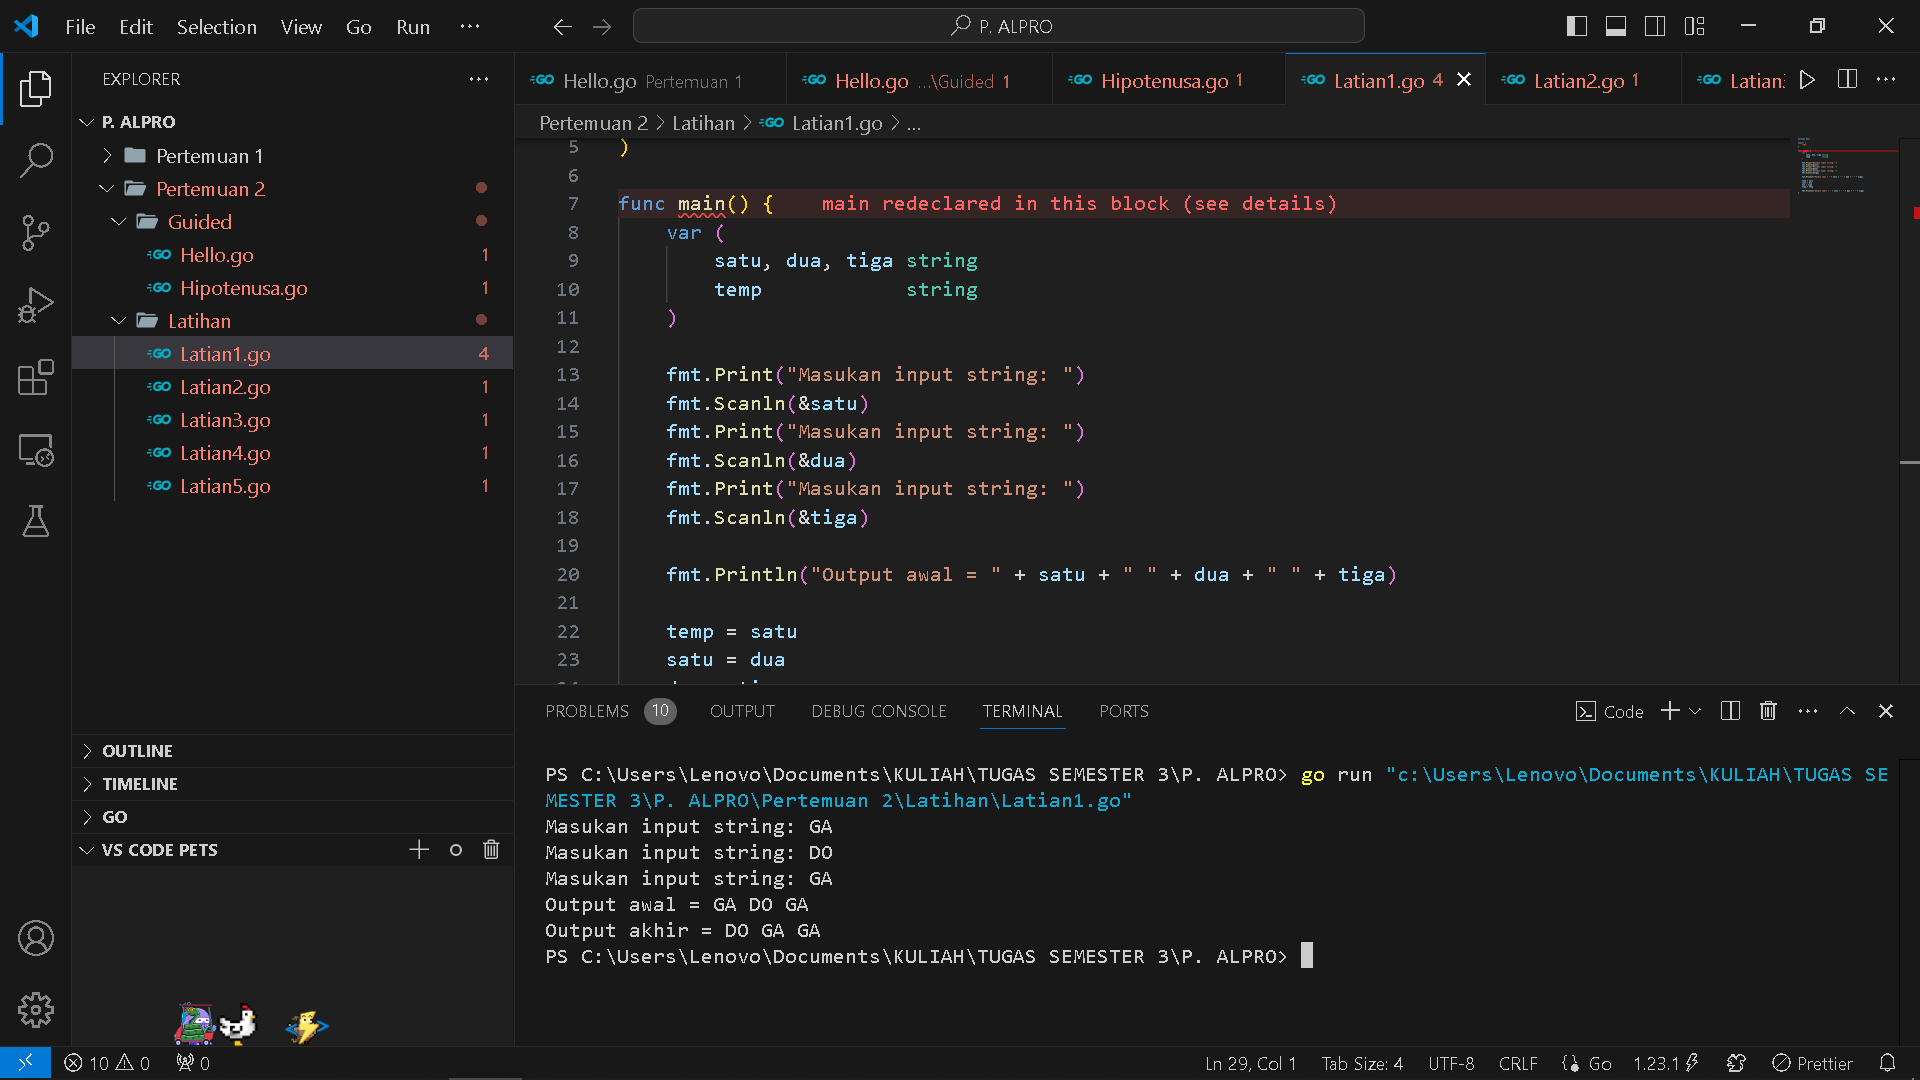 File Edit Selection View Go Run ... P. ALPRO
EXPLORER
P. ALPRO
Pertemuan 1
Pertemuan 2
Guided
Hello.go 1
Hipotenusa.go 1
Latihan
Latian1.go 4
Latian2.go 1
Latian3.go 1
Latian4.go 1
Latian5.go 1
OUTLINE
TIMELINE
GO
VS CODE PETS
Hello.go Pertemuan 1 Hello.go ...\Guided 1 Hipotenusa.go 1 Latian1.go 4 Latian2.go 1 Latian
Pertemuan 2 > Latihan > Latian1.go > ...
5 )
6
7 func main() { main redeclared in this block (see details)
8 var (
9 satu, dua, tiga string
10 temp string
11 )
12
13 fmt.Print("Masukan input string: ")
14 fmt.Scanln(&satu)
15 fmt.Print("Masukan input string: ")
16 fmt.Scanln(&dua)
17 fmt.Print("Masukan input string: ")
18 fmt.Scanln(&tiga)
19
20 fmt.Println("Output awal = " + satu + " " + dua + " " + tiga)
21
22 temp = satu
23 satu = dua
PROBLEMS 10 OUTPUT DEBUG CONSOLE TERMINAL PORTS Code
PS C:\Users\Lenovo\Documents\KULIAH\TUGAS SEMESTER 3\P. ALPRO> go run "c:\Users\Lenovo\Documents\KULIAH\TUGAS SE
MESTER 3\P. ALPRO\Pertemuan 2\Latihan\Latian1.go"
Masukan input string: GA
Masukan input string: DO
Masukan input string: GA
Output awal = GA DO GA
Output akhir = DO GA GA
PS C:\Users\Lenovo\Documents\KULIAH\TUGAS SEMESTER 3\P. ALPRO>
10 0 0 Ln 29, Col 1 Tab Size: 4 UTF-8 CRLF Go 1.23.1 Prettier